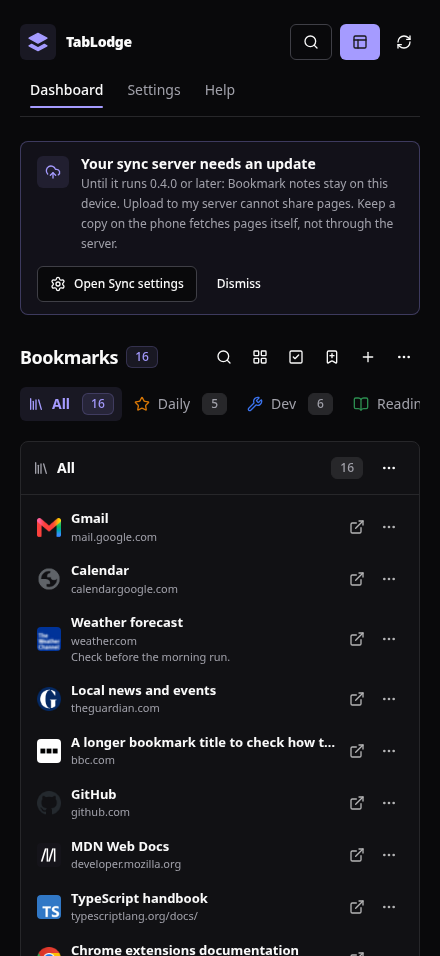 TabLodge
Dashboard Settings Help
Your sync server needs an update
Until it runs 0.4.0 or later: Bookmark notes stay on this
device. Upload to my server cannot share pages. Keep a
copy on the phone fetches pages itself, not through the
server.
Open Sync settings Dismiss
Bookmarks 16
All 16 Daily 5 Dev 6 Readin
All 16
Gmail
mail.google.com
Calendar
calendar.google.com
The Weather Channel
Weather forecast
weather.com
Check before the morning run.
Local news and events
theguardian.com
A longer bookmark title to check how t...
bbc.com
GitHub
github.com
MDN Web Docs
developer.mozilla.org
TS
TypeScript handbook
typescriptlang.org/docs/
Chrome extensions documentation